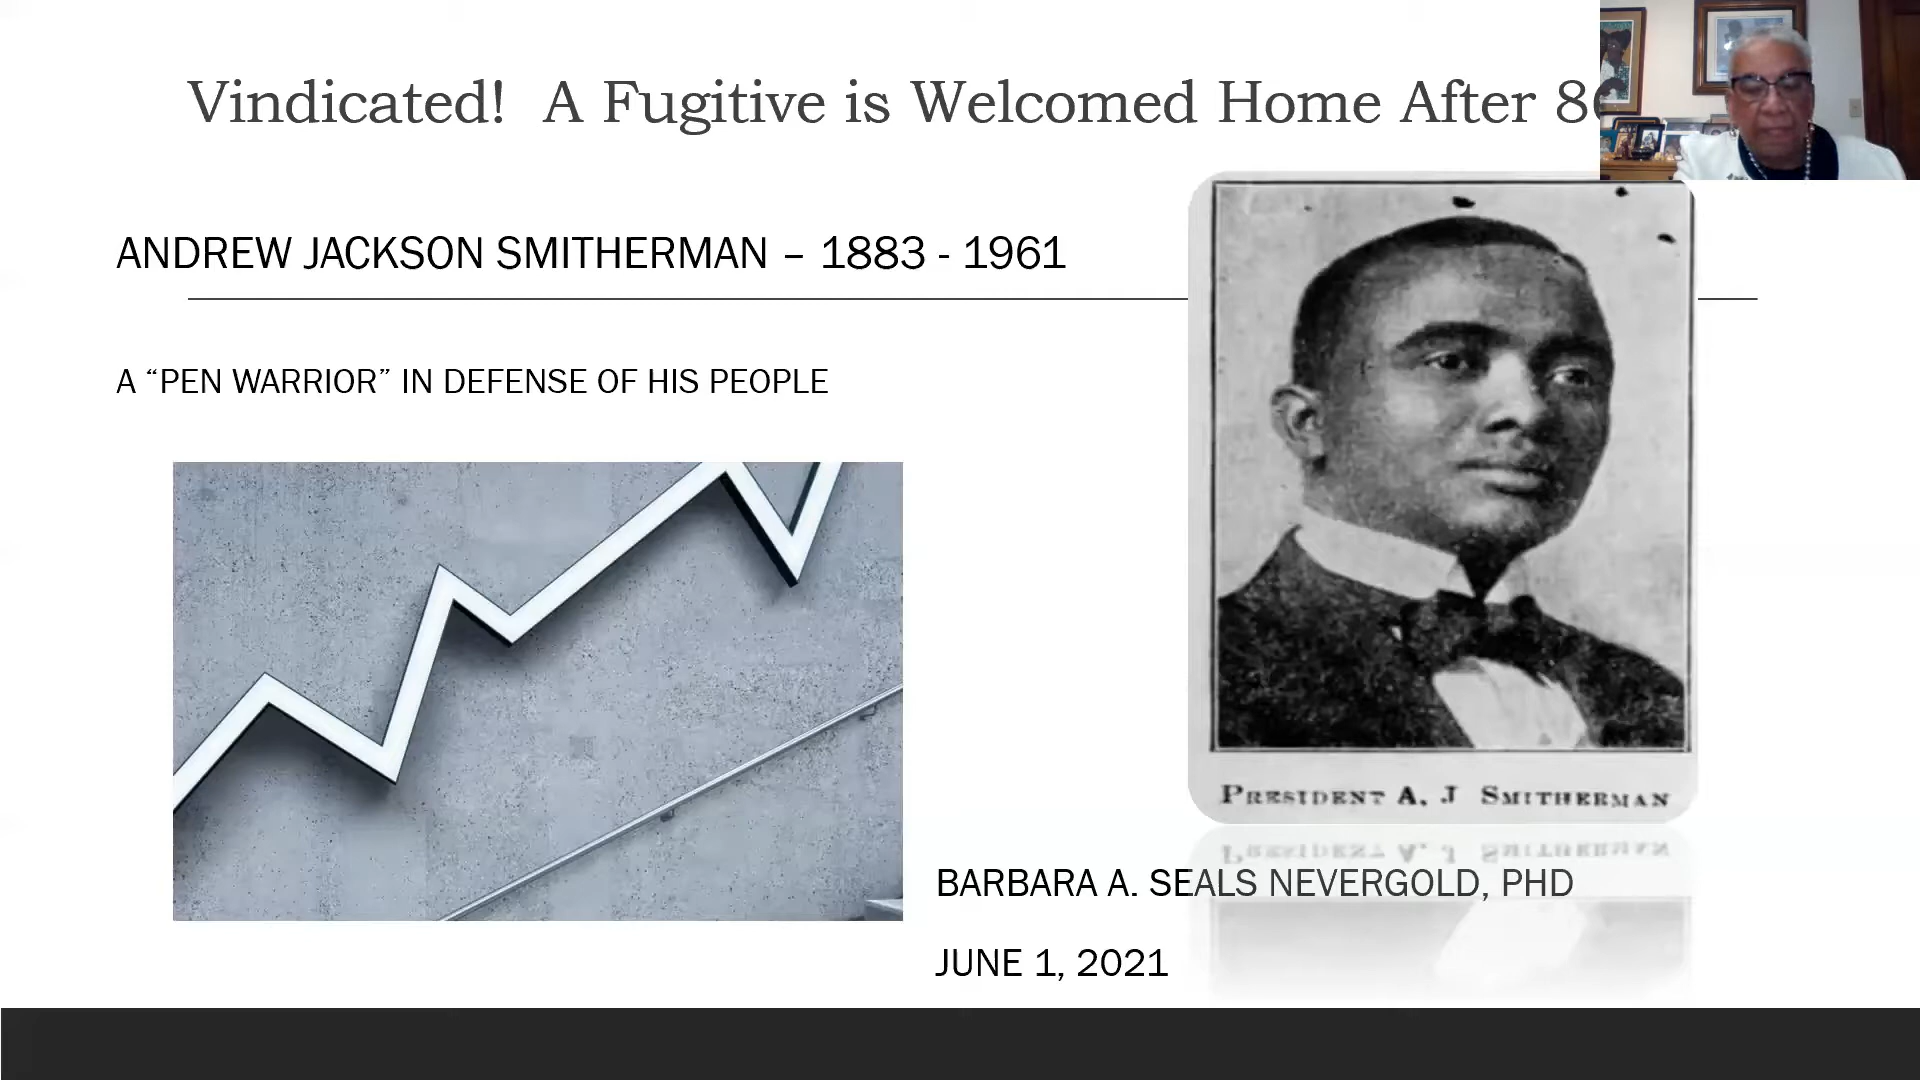 Vindicated! A Fugitive is Welcomed Home After
ANDREW JACKSON SMITHERMAN – 1883 - 1961
A “PEN WARRIOR” IN DEFENSE OF HIS PEOPLE
PRESIDENT A. J SMITHERMAN
BARBARA A. SEALS NEVERGOLD, PHD
JUNE 1, 2021